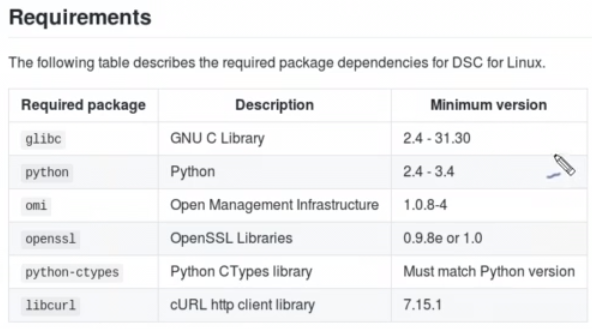 Requirements
The following table describes the required package dependencies for DSC for Linux.
Required package Description Minimum version
glibc GNU C Library 2.4 - 31.30
python Python 2.4 - 3.4
omi Open Management Infrastructure 1.0.8-4
openssl OpenSSL Libraries 0.9.8e or 1.0
python-ctypes Python CTypes library Must match Python version
libcurl cURL http client library 7.15.1